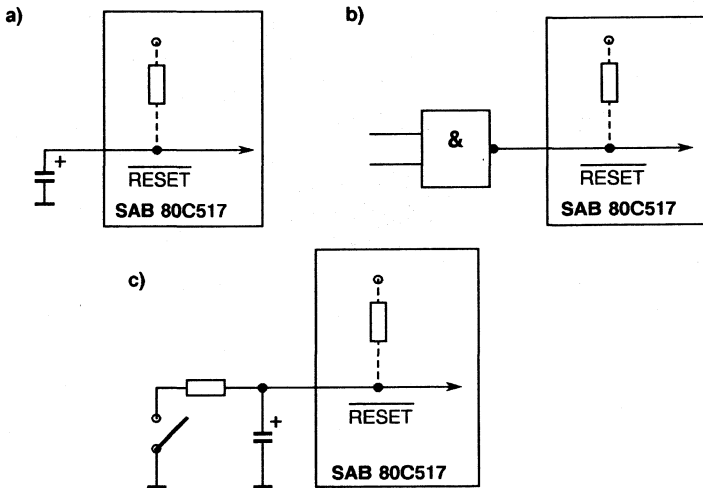 a)
+
RESET
SAB 80C517
b)
&
RESET
SAB 80C517
c)
+
RESET
SAB 80C517